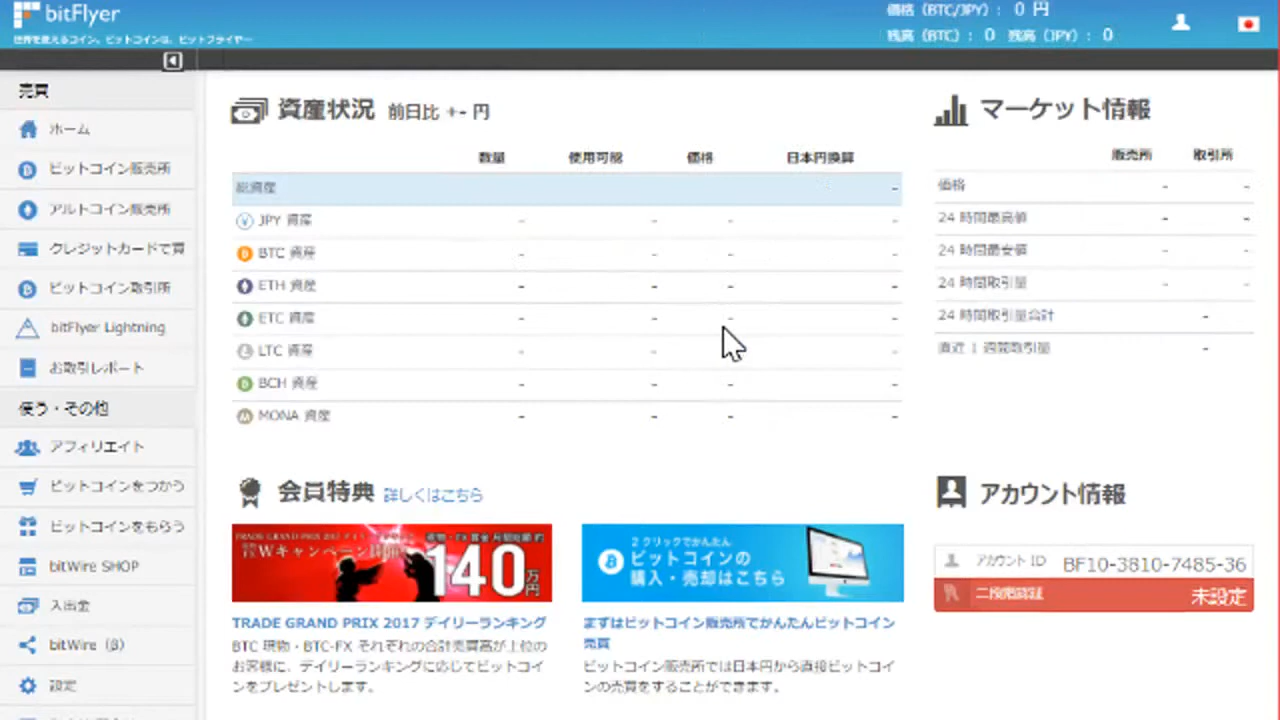 bitFlyer
世界を変えるコイン、ビットコインは、ビットフライヤー
価格 (BTC/JPY) : 0 円
残高 (BTC) : 0 残高 (JPY) : 0
売買
ホーム
ビットコイン販売所
アルトコイン販売所
クレジットカードで買
ビットコイン取引所
bitFlyer Lightning
お取引レポート
使う・その他
アフィリエイト
ビットコインをつかう
ビットコインをもらう
bitWire SHOP
入出金
bitWire (β)
設定
資産状況 前日比 +- 円
数量 使用可能 価格 日本円換算
総資産 -
JPY 資産 - - - -
BTC 資産 - - - -
ETH 資産 - - - -
ETC 資産 - - - -
LTC 資産 - - - -
BCH 資産 - - - -
MONA 資産 - - - -
マーケット情報
販売所 取引所
価格 - -
24 時間最高値 - -
24 時間最安値 - -
24 時間取引量 - -
24 時間取引量合計 -
直近 1 週間取引量 -
会員特典 詳しくはこちら
TRADE GRAND PRIX 2017
Wキャンペーン
140万円
2クリックでかんたん
ビットコインの
購入・売却はこちら
TRADE GRAND PRIX 2017 デイリーランキング
BTC 現物・BTC-FX それぞれの合計売買高が上位の
お客様に、デイリーランキングに応じてビットコイ
ンをプレゼントします。
まずはビットコイン販売所でかんたんビットコイン
売買
ビットコイン販売所では日本円から直接ビットコイ
ンの売買をすることができます。
アカウント情報
アカウント ID BF10-3810-7485-36
二段階認証 未設定